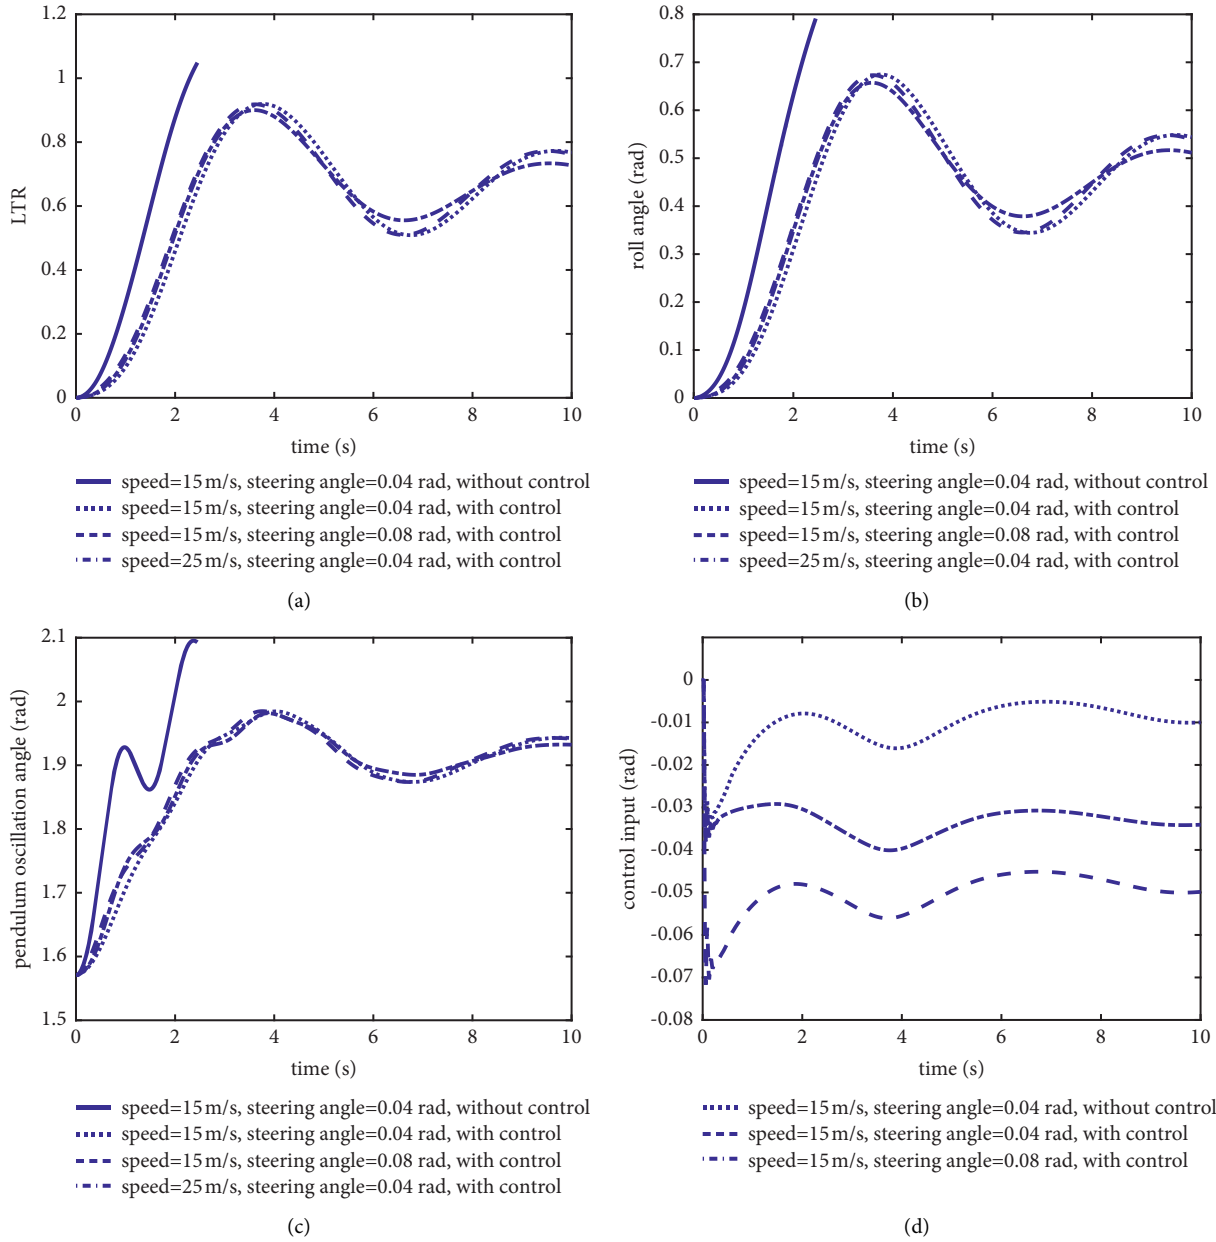 1.2
1
0.8
0.6
0.4
0.2
0
LTR
0 2 4 6 8 10
time (s)
speed=15 m/s, steering angle=0.04 rad, without control
speed=15 m/s, steering angle=0.04 rad, with control
speed=15 m/s, steering angle=0.08 rad, with control
speed=25 m/s, steering angle=0.04 rad, with control
(a)
0.8
0.7
0.6
0.5
0.4
0.3
0.2
0.1
0
roll angle (rad)
0 2 4 6 8 10
time (s)
speed=15 m/s, steering angle=0.04 rad, without control
speed=15 m/s, steering angle=0.04 rad, with control
speed=15 m/s, steering angle=0.08 rad, with control
speed=25 m/s, steering angle=0.04 rad, with control
(b)
2.1
2
1.9
1.8
1.7
1.6
1.5
pendulum oscillation angle (rad)
0 2 4 6 8 10
time (s)
speed=15 m/s, steering angle=0.04 rad, without control
speed=15 m/s, steering angle=0.04 rad, with control
speed=15 m/s, steering angle=0.08 rad, with control
speed=25 m/s, steering angle=0.04 rad, with control
(c)
0
-0.01
-0.02
-0.03
-0.04
-0.05
-0.06
-0.07
-0.08
control input (rad)
0 2 4 6 8 10
time (s)
speed=15 m/s, steering angle=0.04 rad, without control
speed=15 m/s, steering angle=0.04 rad, with control
speed=15 m/s, steering angle=0.08 rad, with control
(d)